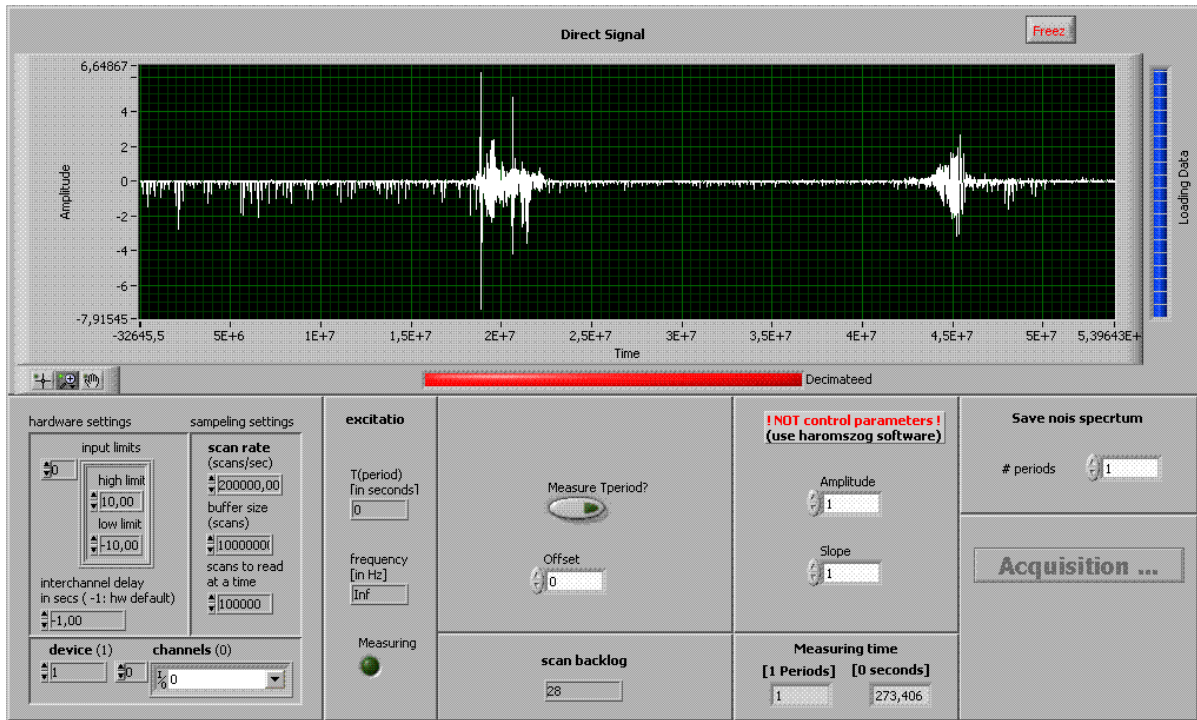 Direct Signal
Freez
6,64867
4
2
0
-2
-4
-6
-7,91545
Amplitude
-32645,5 5E+6 1E+7 1,5E+7 2E+7 2,5E+7 3E+7 3,5E+7 4E+7 4,5E+7 5E+7 5,39643E+
Time
Loading Data
Decimateed
hardware settings
input limits
0
high limit
10,00
low limit
-10,00
interchannel delay
in secs ( -1: hw default)
-1,00
sampeling settings
scan rate
(scans/sec)
200000,00
buffer size
(scans)
1000000
scans to read
at a time
100000
device (1)
1
channels (0)
0
0
excitatio
T(period)
[in seconds]
0
frequency
[in Hz]
Inf
Measuring
Measure Tperiod?
Offset
0
scan backlog
28
! NOT control parameters !
(use haromszog software)
Amplitude
1
Slope
1
Measuring time
[1 Periods] [0 seconds]
1 273,406
Save nois specrtum
# periods 1
Acquisition ...